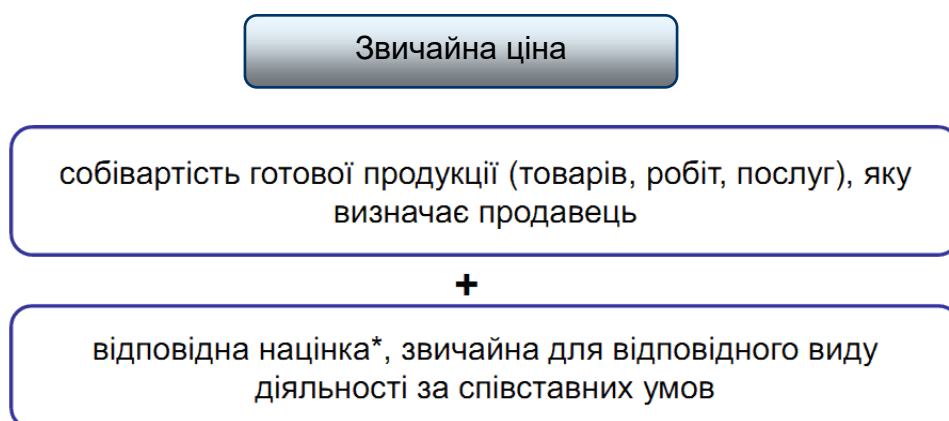 Звичайна ціна
собівартість готової продукції (товарів, робіт, послуг), яку
визначає продавець
+
відповідна націнка*, звичайна для відповідного виду
діяльності за співставних умов